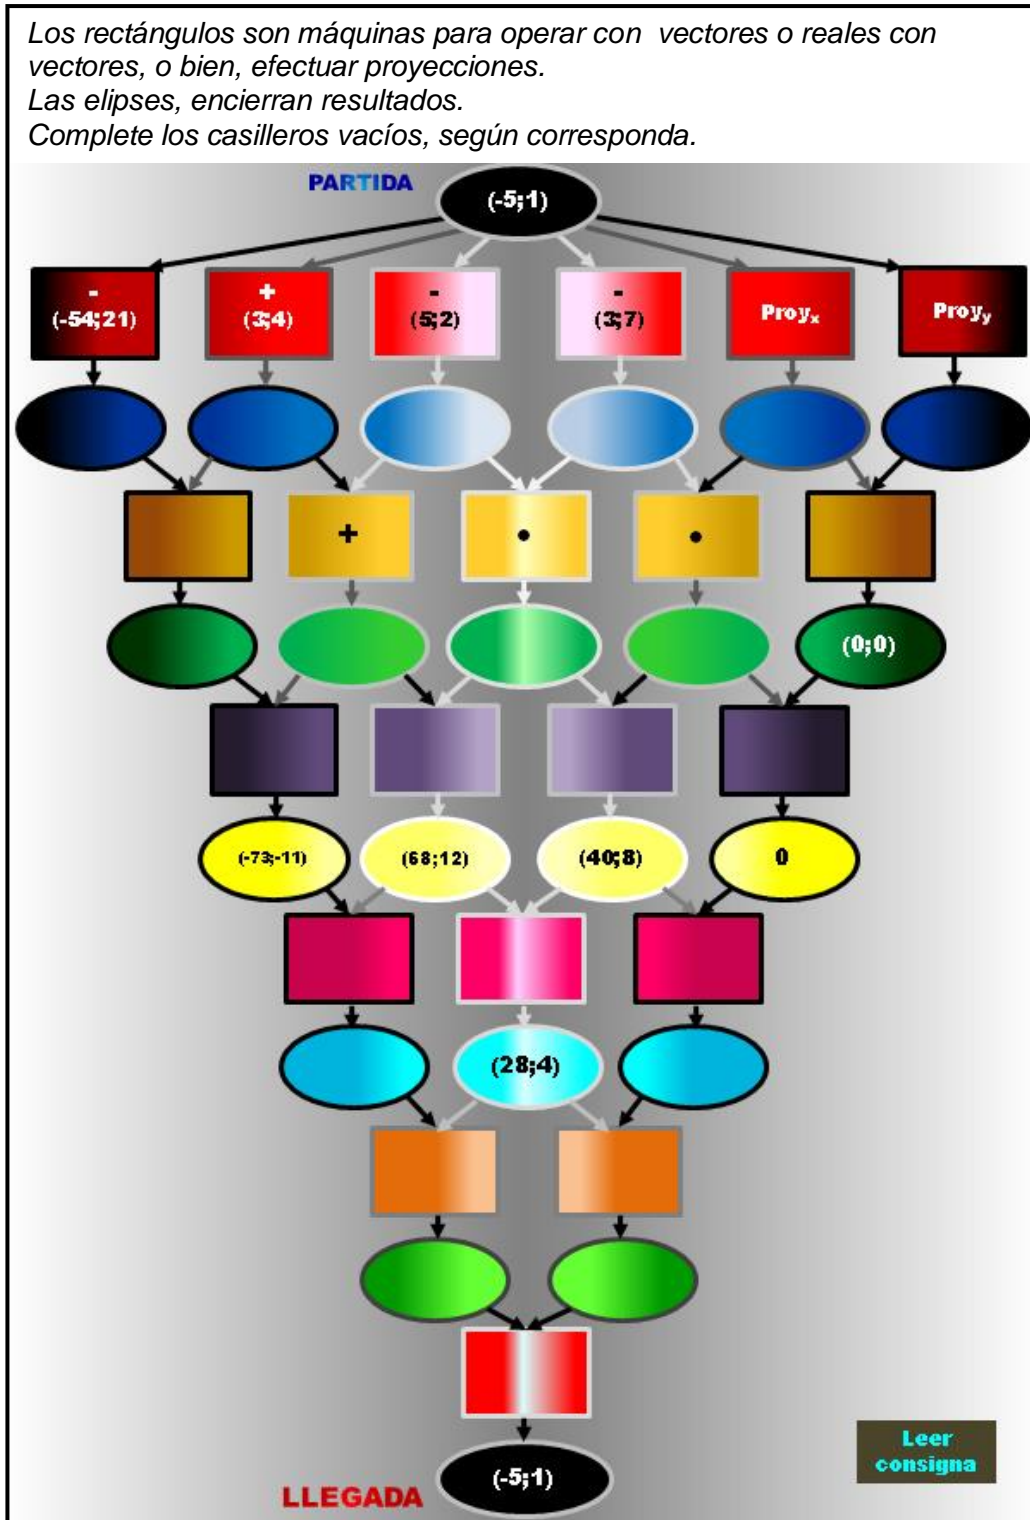 Los rectángulos son máquinas para operar con vectores o reales con
vectores, o bien, efectuar proyecciones.
Las elipses, encierran resultados.
Complete los casilleros vacíos, según corresponda.
PARTIDA
(-5;1)
-
(-54;21)
+
(3;4)
-
(5;2)
-
(3;7)
Proyₓ
Proyᵧ
+
•
•
(0;0)
(-73;-11)
(68;12)
(40;8)
0
(28;4)
Leer
consigna
(-5;1)
LLEGADA